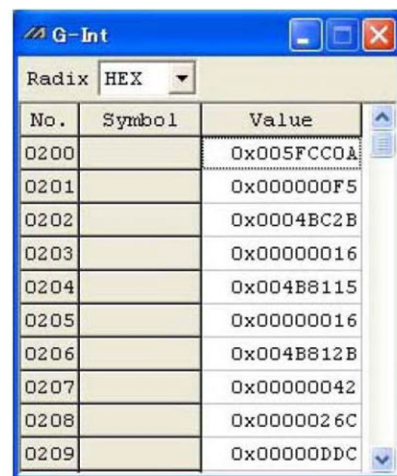 G-Int
Radix HEX
No. Symbol Value
0200 0x005FCC0A
0201 0x000000F5
0202 0x0004BC2B
0203 0x00000016
0204 0x004B8115
0205 0x00000016
0206 0x004B812B
0207 0x00000042
0208 0x0000026C
0209 0x00000DDC